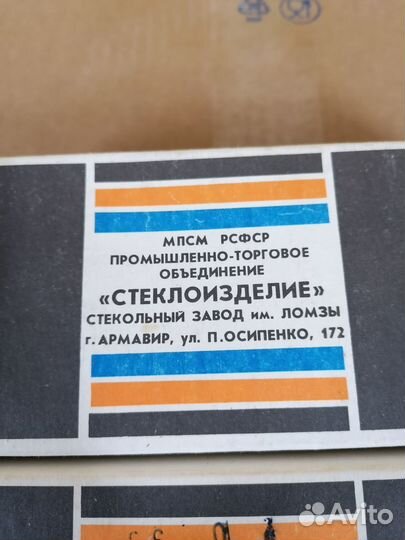 МПСМ РСФСР
ПРОМЫШЛЕННО-ТОРГОВОЕ
ОБЪЕДИНЕНИЕ
«СТЕКЛОИЗДЕЛИЕ»
СТЕКОЛЬНЫЙ ЗАВОД им. ЛОМЗЫ
г. АРМАВИР, ул. П.ОСИПЕНКО, 172
Avito